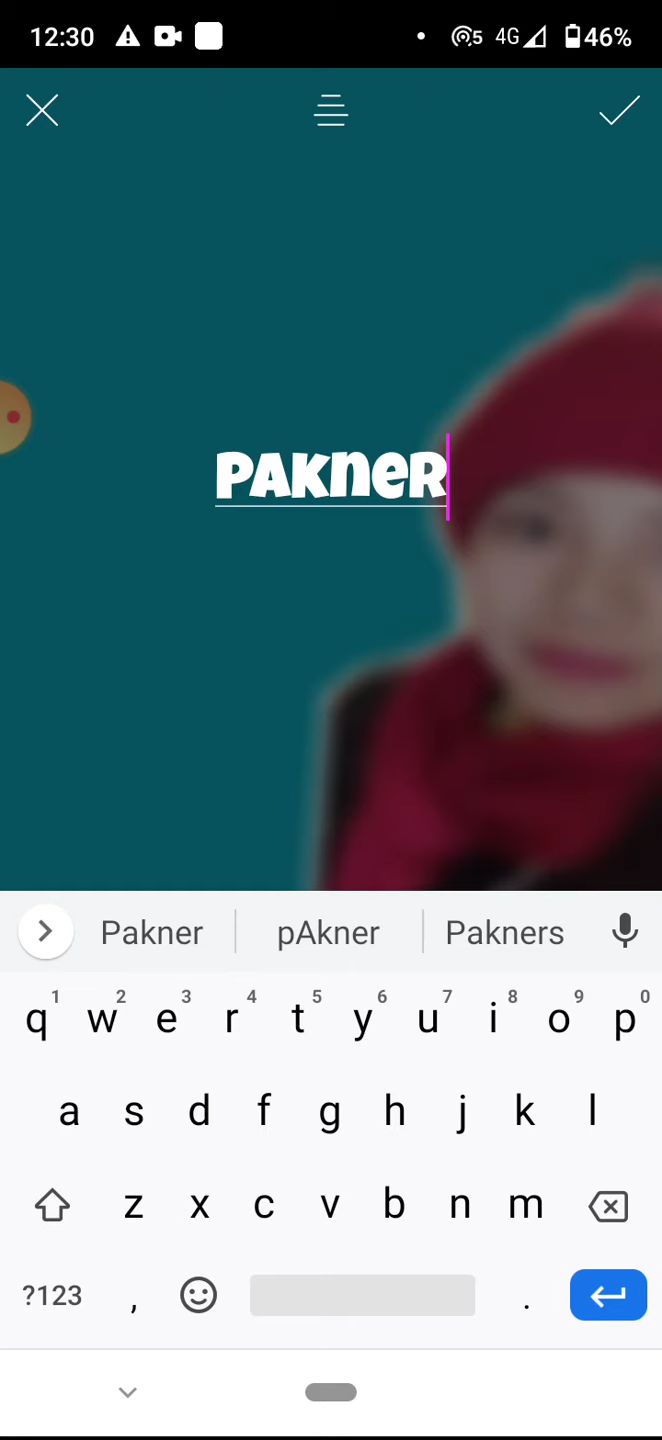 12:30 5 4G 46%
PAKneR
Pakner pAkner Pakners
1 2 3 4 5 6 7 8 9 0
q w e r t y u i o p
a s d f g h j k l
z x c v b n m
?123 , .